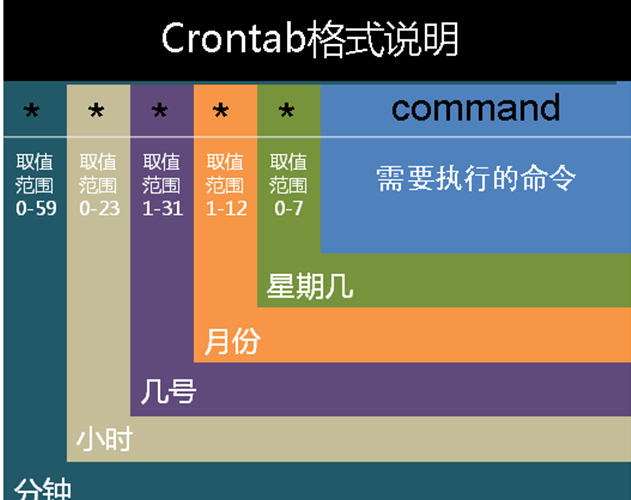 Crontab格式说明
* * * * * command
取值 取值 取值 取值 取值
范围 范围 范围 范围 范围
0-59 0-23 1-31 1-12 0-7
需要执行的命令
星期几
月份
几号
小时
分钟